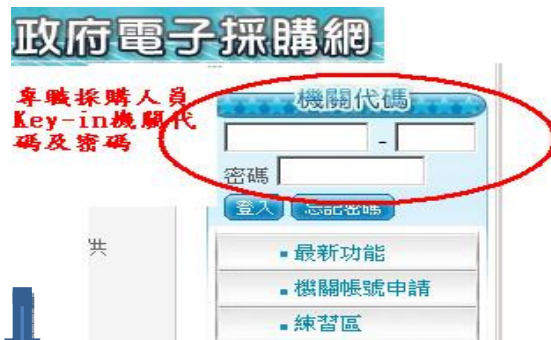 政府電子採購網
機關代碼
專職採購人員
Key-in機關代
碼及密碼
-
密碼
登入 忘記密碼
供
▪最新功能
▪機關帳號申請
▪練習區